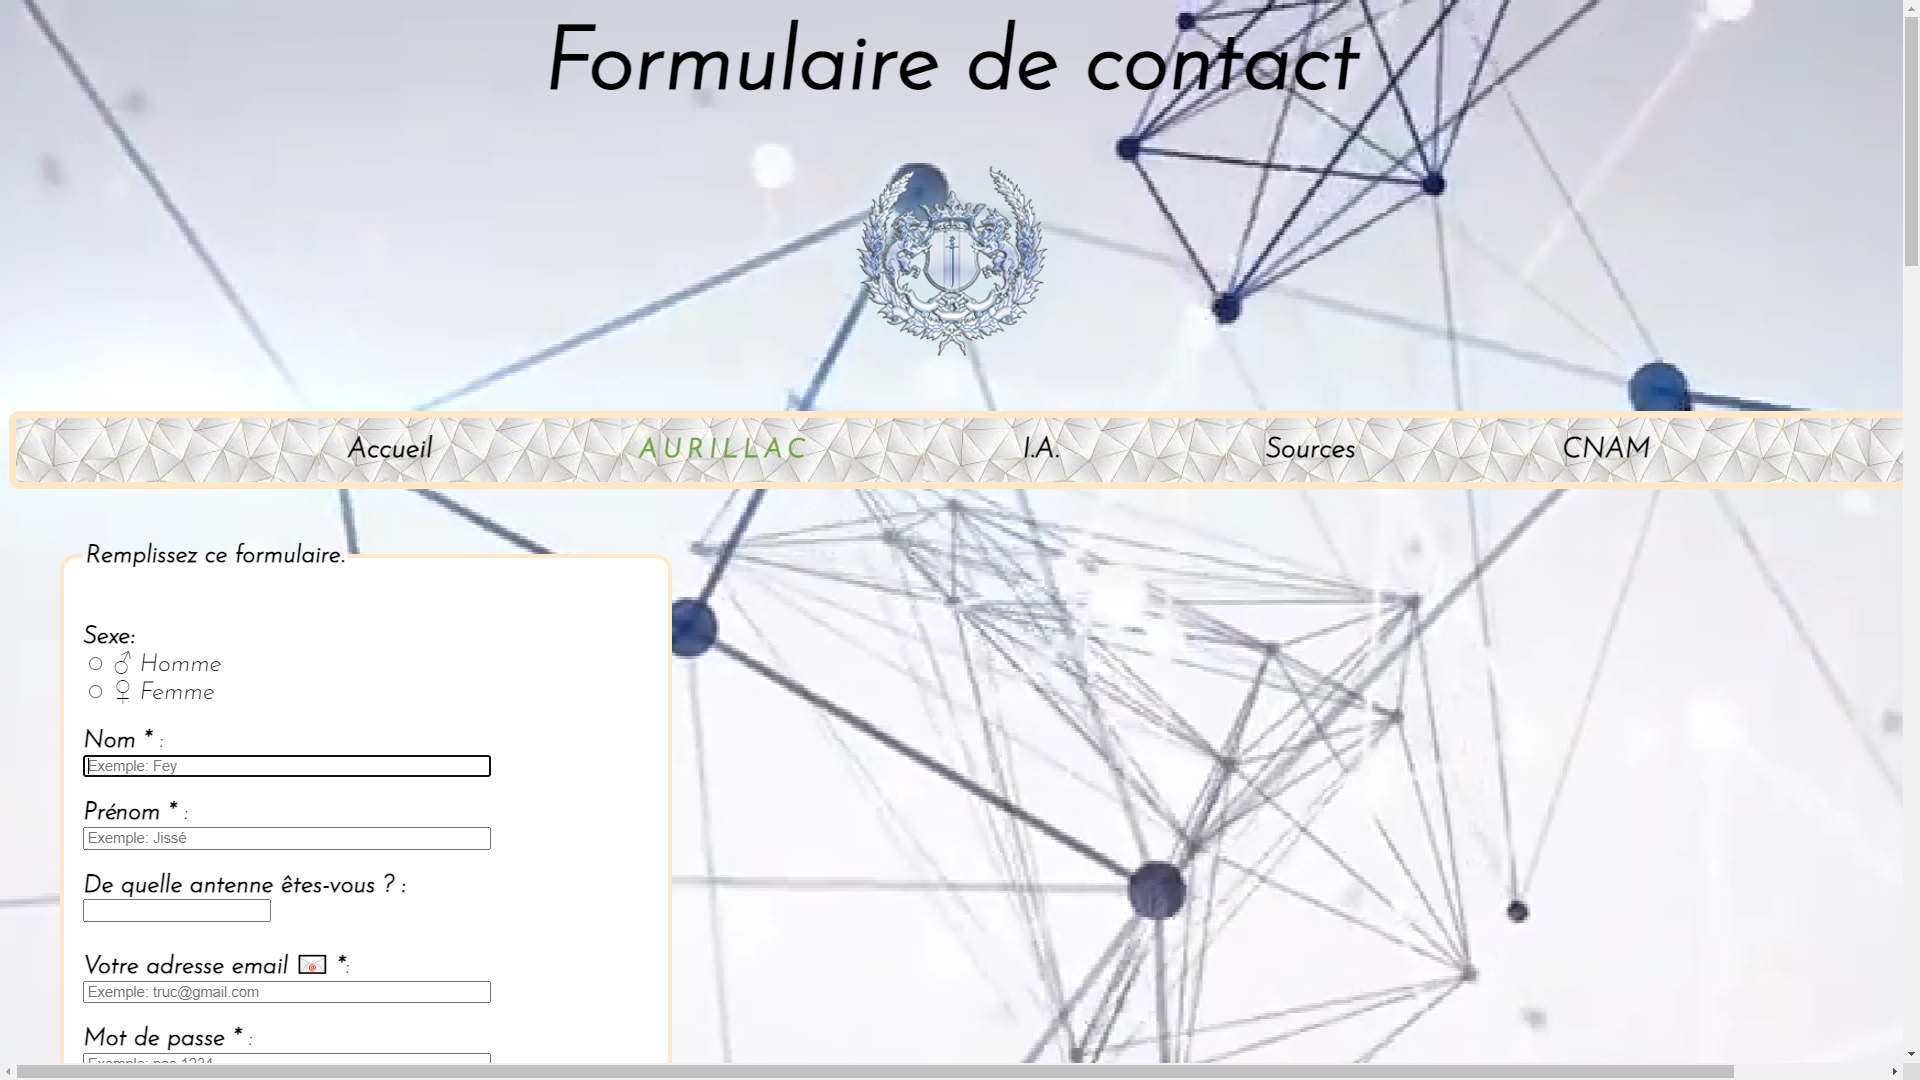 Formulaire de contact
Accueil AURILLAC I.A. Sources CNAM
Remplissez ce formulaire.
Sexe:
♂ Homme
♀ Femme
Nom * :
Exemple: Fey
Prénom * :
Exemple: Jissé
De quelle antenne êtes-vous ? :
Votre adresse email 📧 *:
Exemple: truc@gmail.com
Mot de passe * :